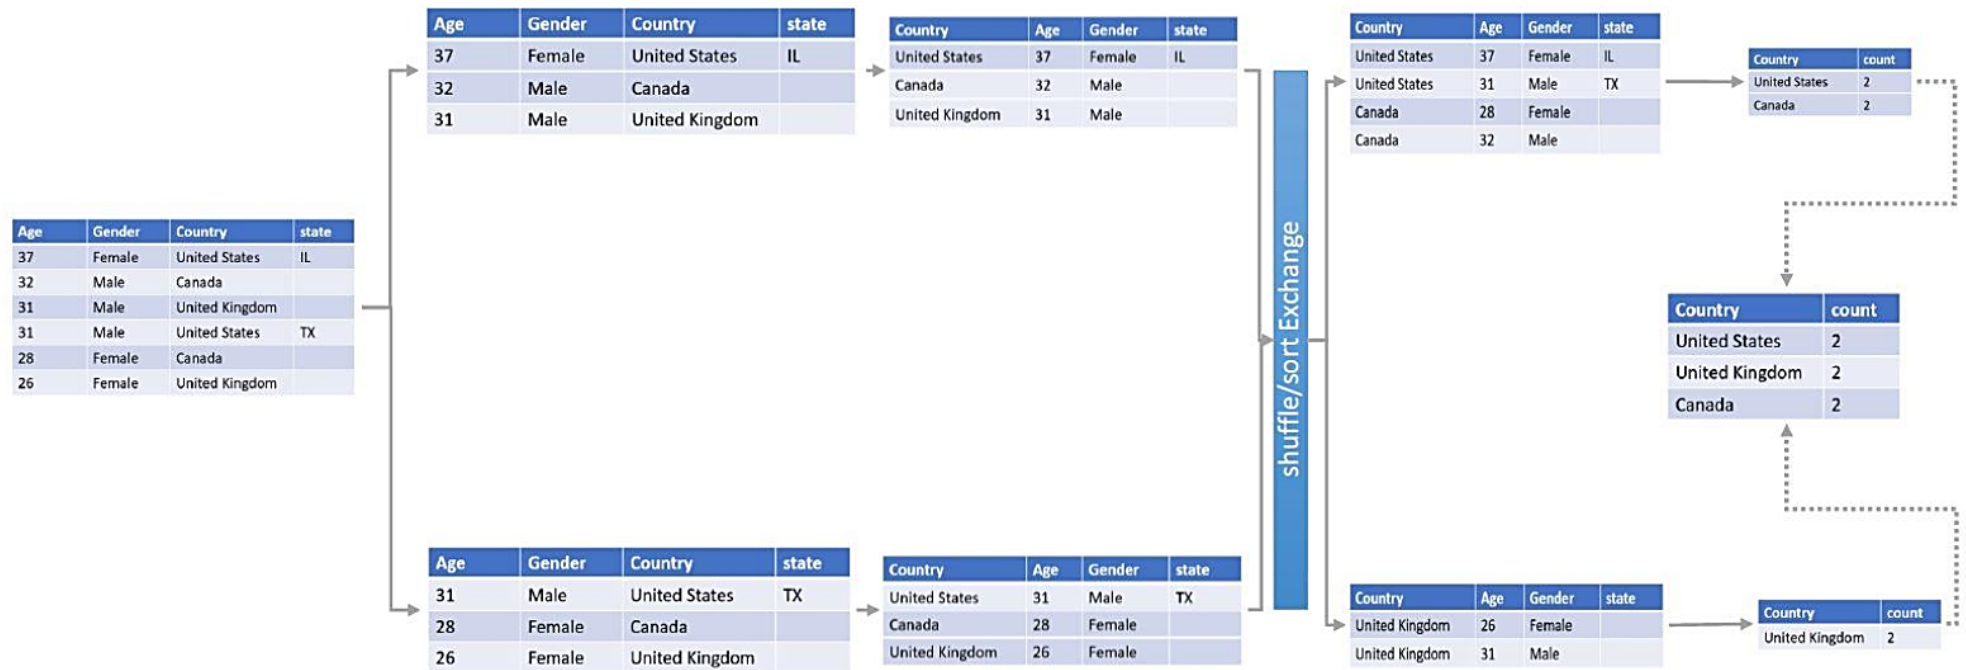 Age Gender Country state
37 Female United States IL
32 Male Canada
31 Male United Kingdom
31 Male United States TX
28 Female Canada
26 Female United Kingdom
Age Gender Country state
37 Female United States IL
32 Male Canada
31 Male United Kingdom
Country Age Gender state
United States 37 Female IL
Canada 32 Male
United Kingdom 31 Male
Age Gender Country state
31 Male United States TX
28 Female Canada
26 Female United Kingdom
Country Age Gender state
United States 31 Male TX
Canada 28 Female
United Kingdom 26 Female
shuffle/sort Exchange
Country Age Gender state
United States 37 Female IL
United States 31 Male TX
Canada 28 Female
Canada 32 Male
Country count
United States 2
Canada 2
Country Age Gender state
United Kingdom 26 Female
United Kingdom 31 Male
Country count
United Kingdom 2
Country count
United States 2
United Kingdom 2
Canada 2